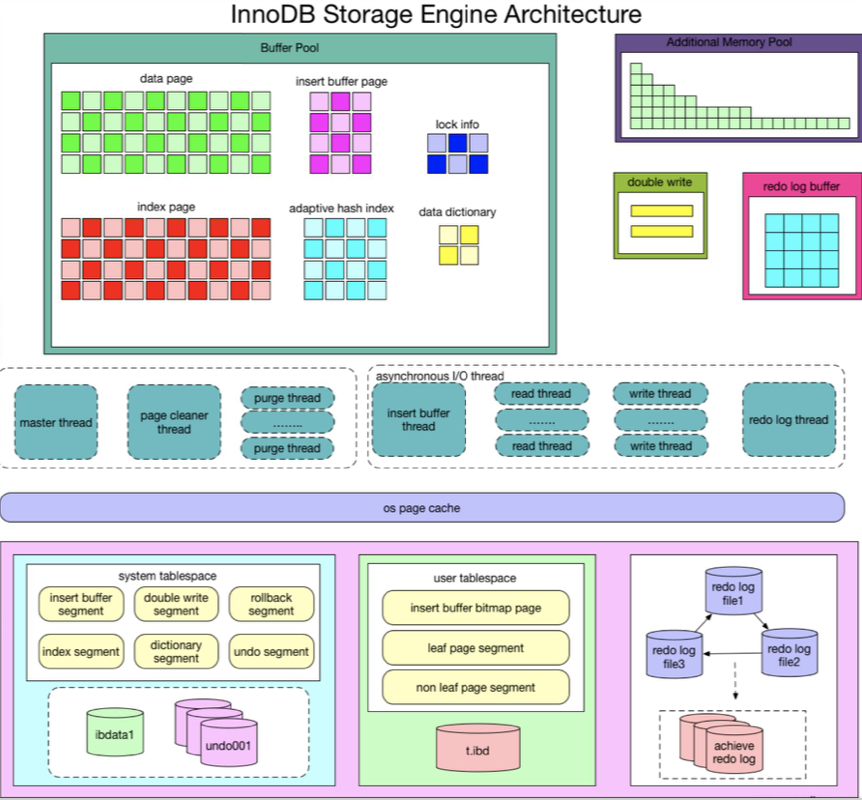 InnoDB Storage Engine Architecture
Buffer Pool
data page
insert buffer page
lock info
index page
adaptive hash index
data dictionary
Additional Memory Pool
double write
redo log buffer
master thread
page cleaner
thread
purge thread
........
purge thread
asynchronous I/O thread
insert buffer
thread
read thread
.......
read thread
write thread
.......
write thread
redo log thread
os page cache
system tablespace
insert buffer
segment
double write
segment
rollback
segment
index segment
dictionary
segment
undo segment
ibdata1
undo001
user tablespace
insert buffer bitmap page
leaf page segment
non leaf page segment
t.ibd
redo log
file1
redo log
file3
redo log
file2
achieve
redo log